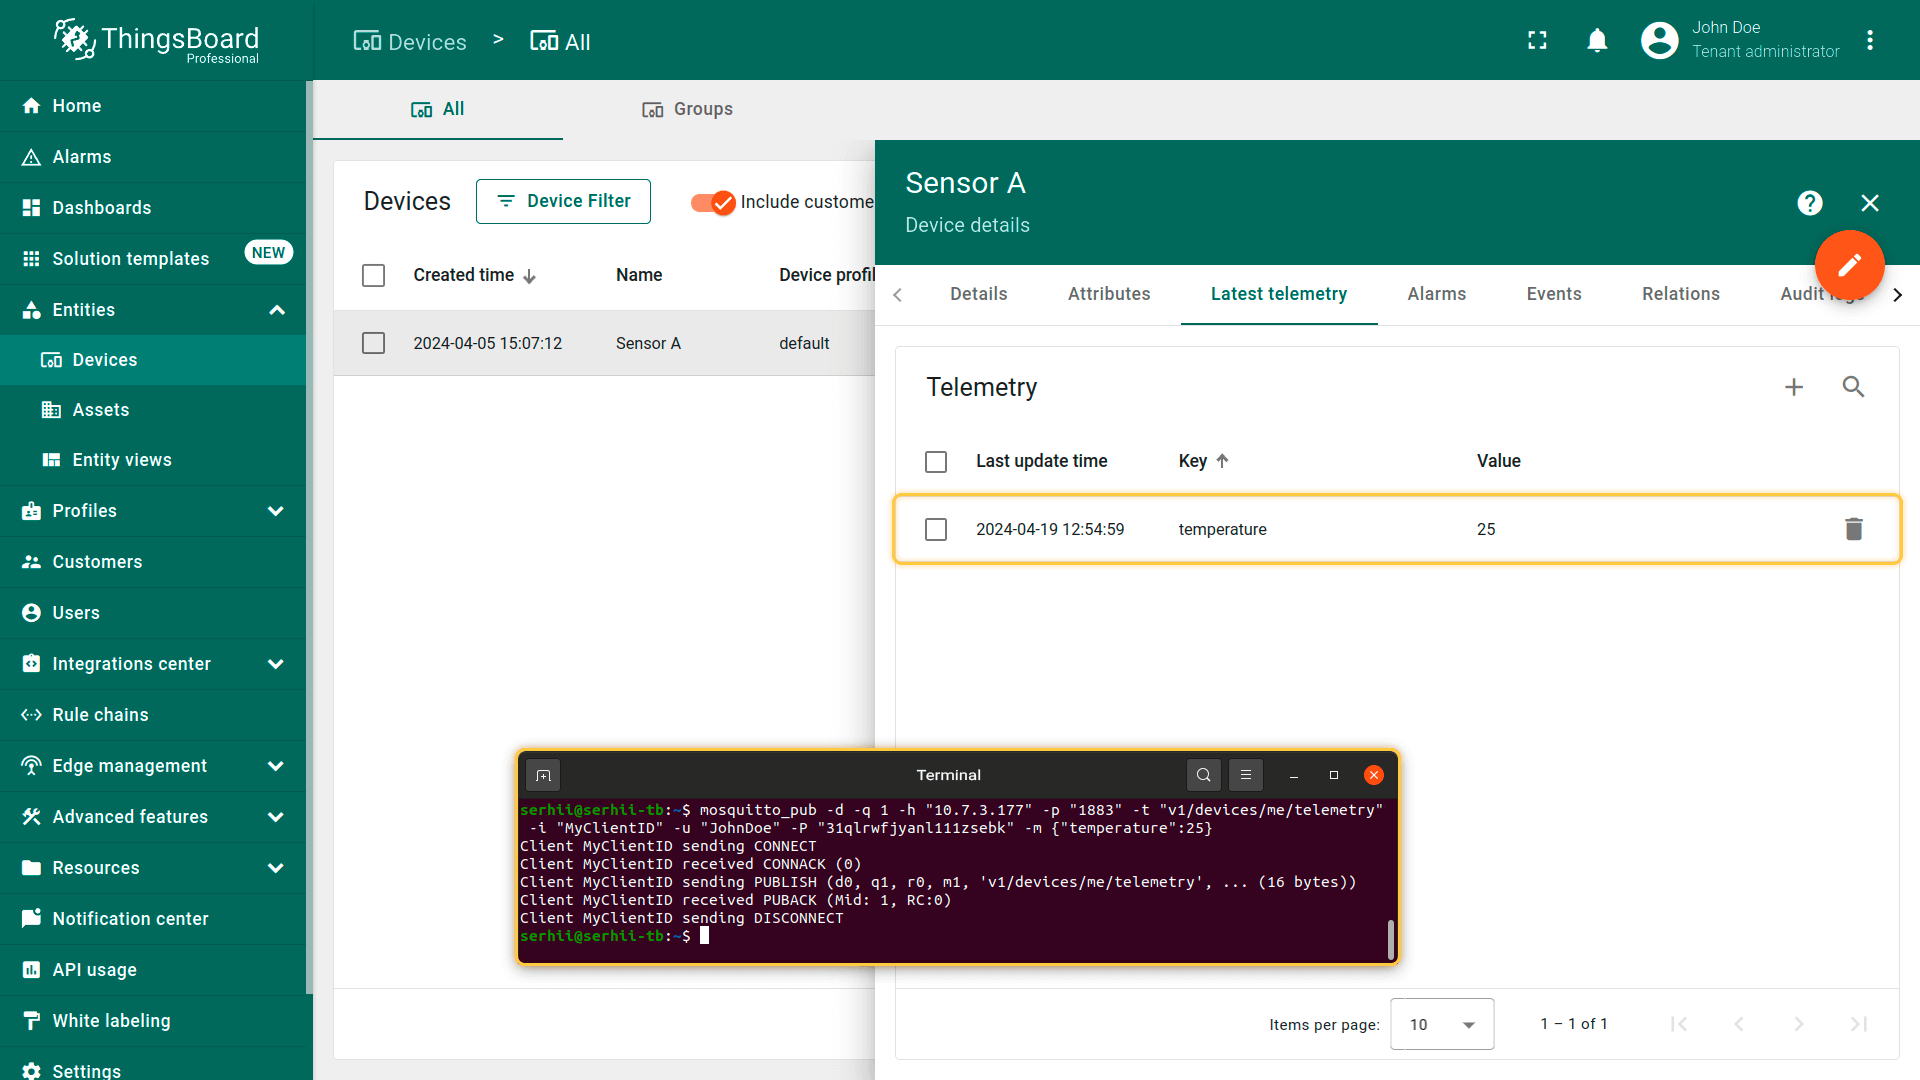 ThingsBoard
Professional
Devices > All
John Doe
Tenant administrator
Home
Alarms
Dashboards
Solution templates NEW
Entities
Devices
Assets
Entity views
Profiles
Customers
Users
Integrations center
Rule chains
Edge management
Advanced features
Resources
Notification center
API usage
White labeling
Settings
All Groups
Devices Device Filter Include custome
Created time Name Device profil
2024-04-05 15:07:12 Sensor A default
Sensor A
Device details
Details Attributes Latest telemetry Alarms Events Relations Audit logs
Telemetry
Last update time Key Value
2024-04-19 12:54:59 temperature 25
Terminal
serhii@serhii-tb:~$ mosquitto_pub -d -q 1 -h "10.7.3.177" -p "1883" -t "v1/devices/me/telemetry"
-i "MyClientID" -u "JohnDoe" -P "31qlrwfjyanl111zsebk" -m {"temperature":25}
Client MyClientID sending CONNECT
Client MyClientID received CONNACK (0)
Client MyClientID sending PUBLISH (d0, q1, r0, m1, 'v1/devices/me/telemetry', ... (16 bytes))
Client MyClientID received PUBACK (Mid: 1, RC:0)
Client MyClientID sending DISCONNECT
serhii@serhii-tb:~$
Items per page: 10 1 – 1 of 1